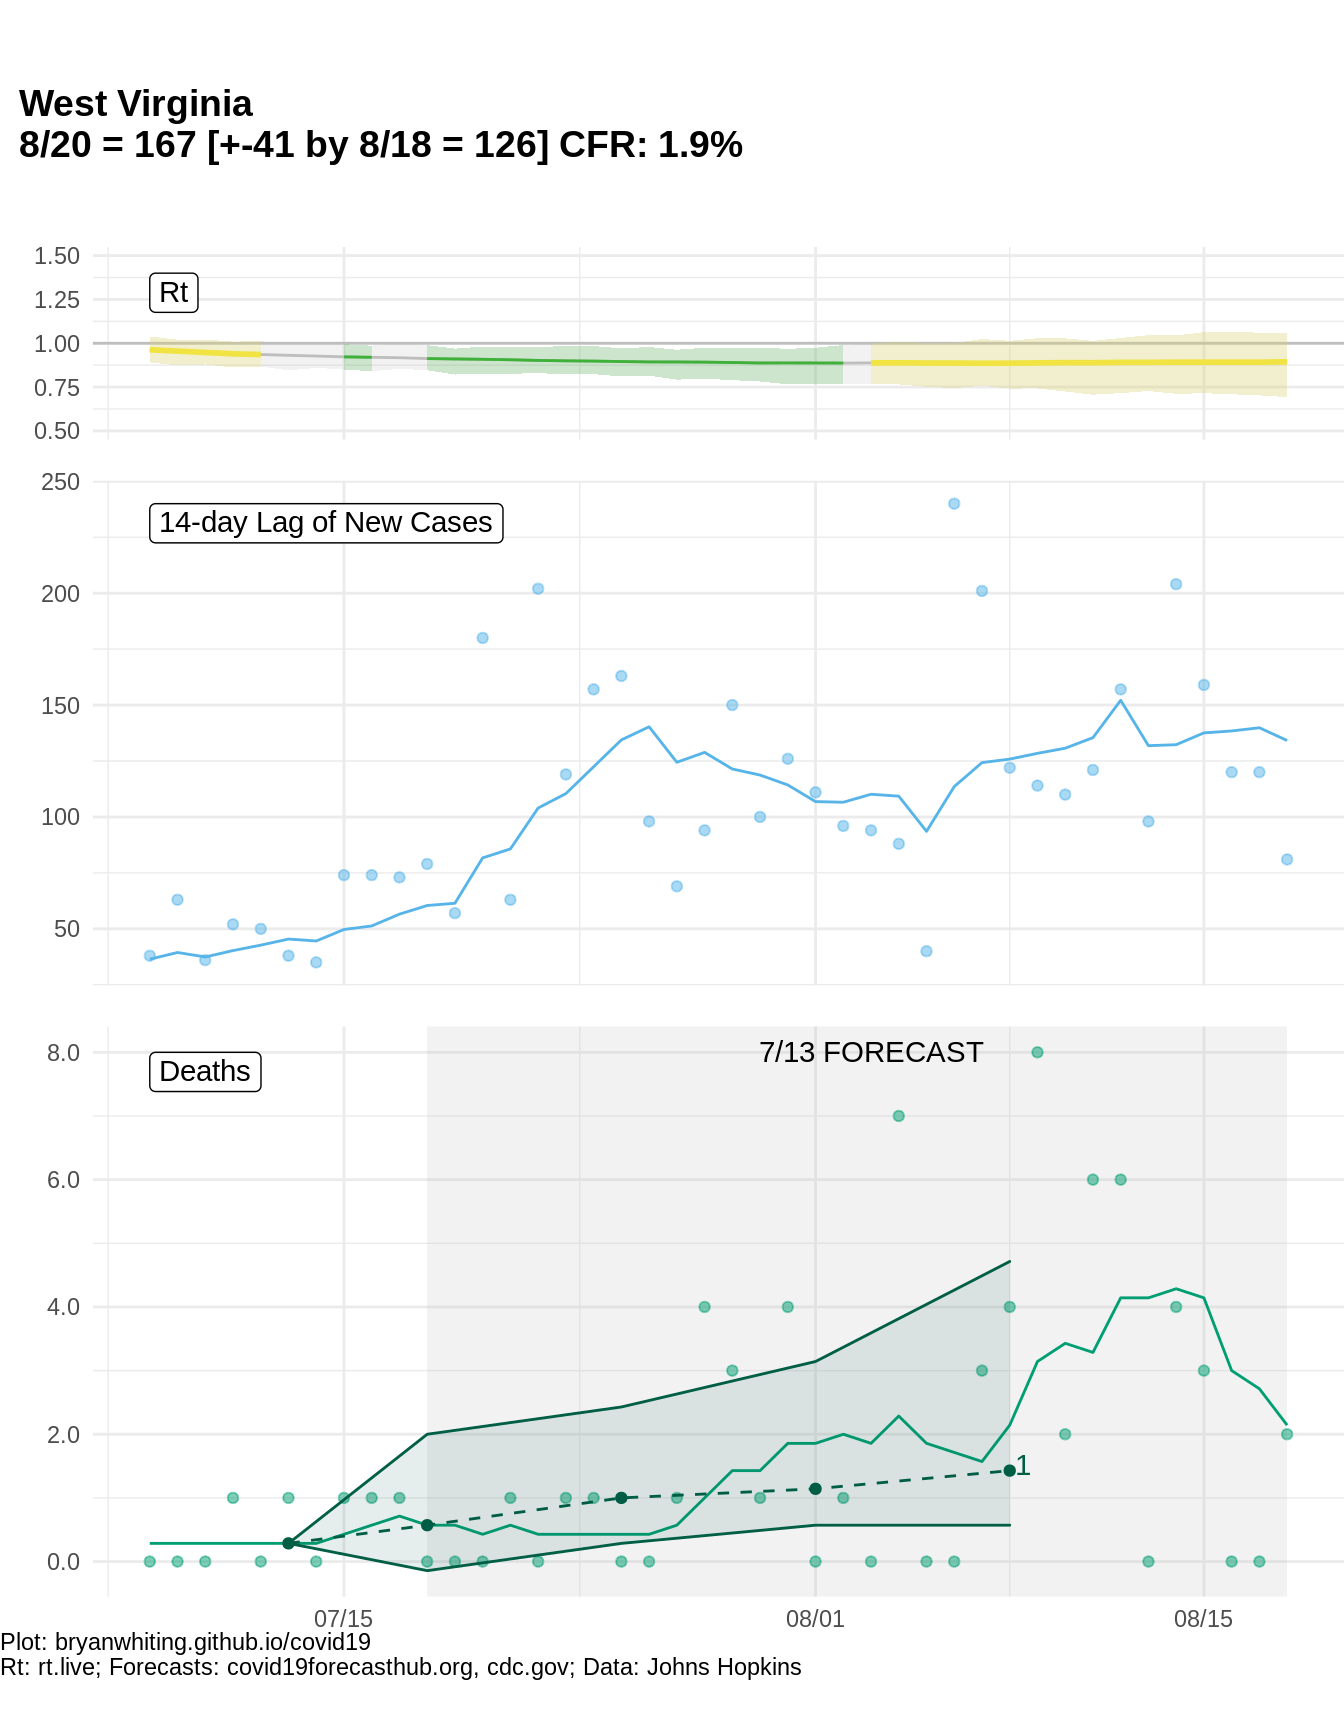 West Virginia
8/20 = 167 [+-41 by 8/18 = 126] CFR: 1.9%
1.50
Rt
1.25
1.00
0.75
0.50
250
14-day Lag of New Cases
200
150
100
50
8.0
7/13 FORECAST
Deaths
6.0
4.0
2.0
1
0.0
07/15 08/01 08/15
Plot: bryanwhiting.github.io/covid19
Rt: rt.live; Forecasts: covid19forecasthub.org, cdc.gov; Data: Johns Hopkins